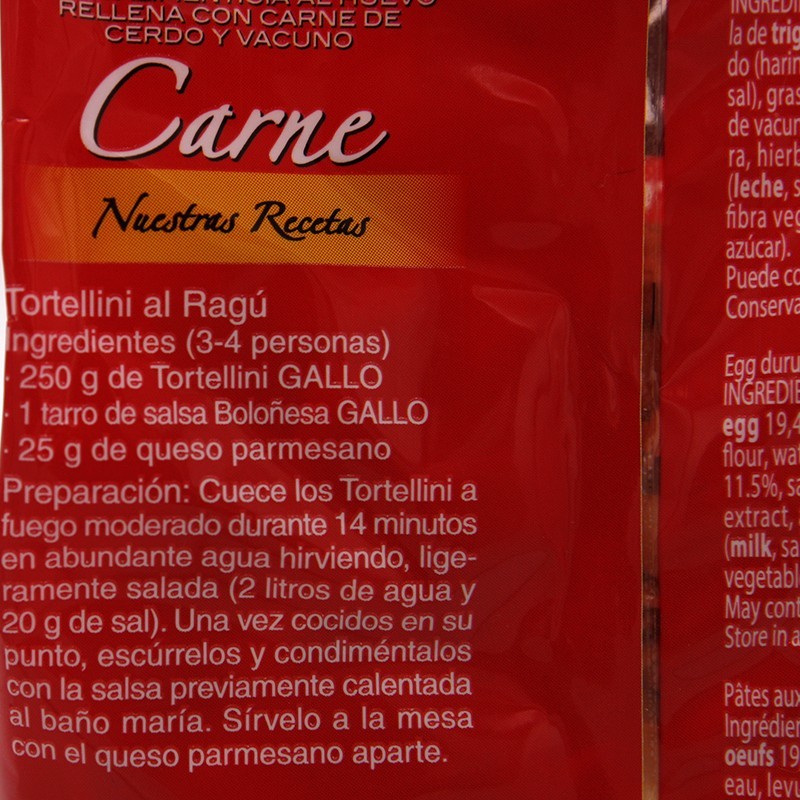 RELLENA CON CARNE DE
CERDO Y VACUNO
Carne
Nuestras Recetas
Tortellini al Ragú
Ingredientes (3-4 personas)
· 250 g de Tortellini GALLO
· 1 tarro de salsa Boloñesa GALLO
· 25 g de queso parmesano
Preparación: Cuece los Tortellini a
fuego moderado durante 14 minutos
en abundante agua hirviendo, lige-
ramente salada (2 litros de agua y
20 g de sal). Una vez cocidos en su
punto, escúrrelos y condiméntalos
con la salsa previamente calentada
al baño maría. Sírvelo a la mesa
con el queso parmesano aparte.
la de trig
do (harin
sal), gras
de vacun
ra, hierb
(leche, s
fibra veg
azúcar).
Puede co
Conserva
Egg duru
INGREDIE
egg 19,4
flour, wat
11.5%, sa
extract,
(milk, sa
vegetabl
May cont
Store in a
Pâtes aux
Ingrédien
oeufs 19
eau, levu